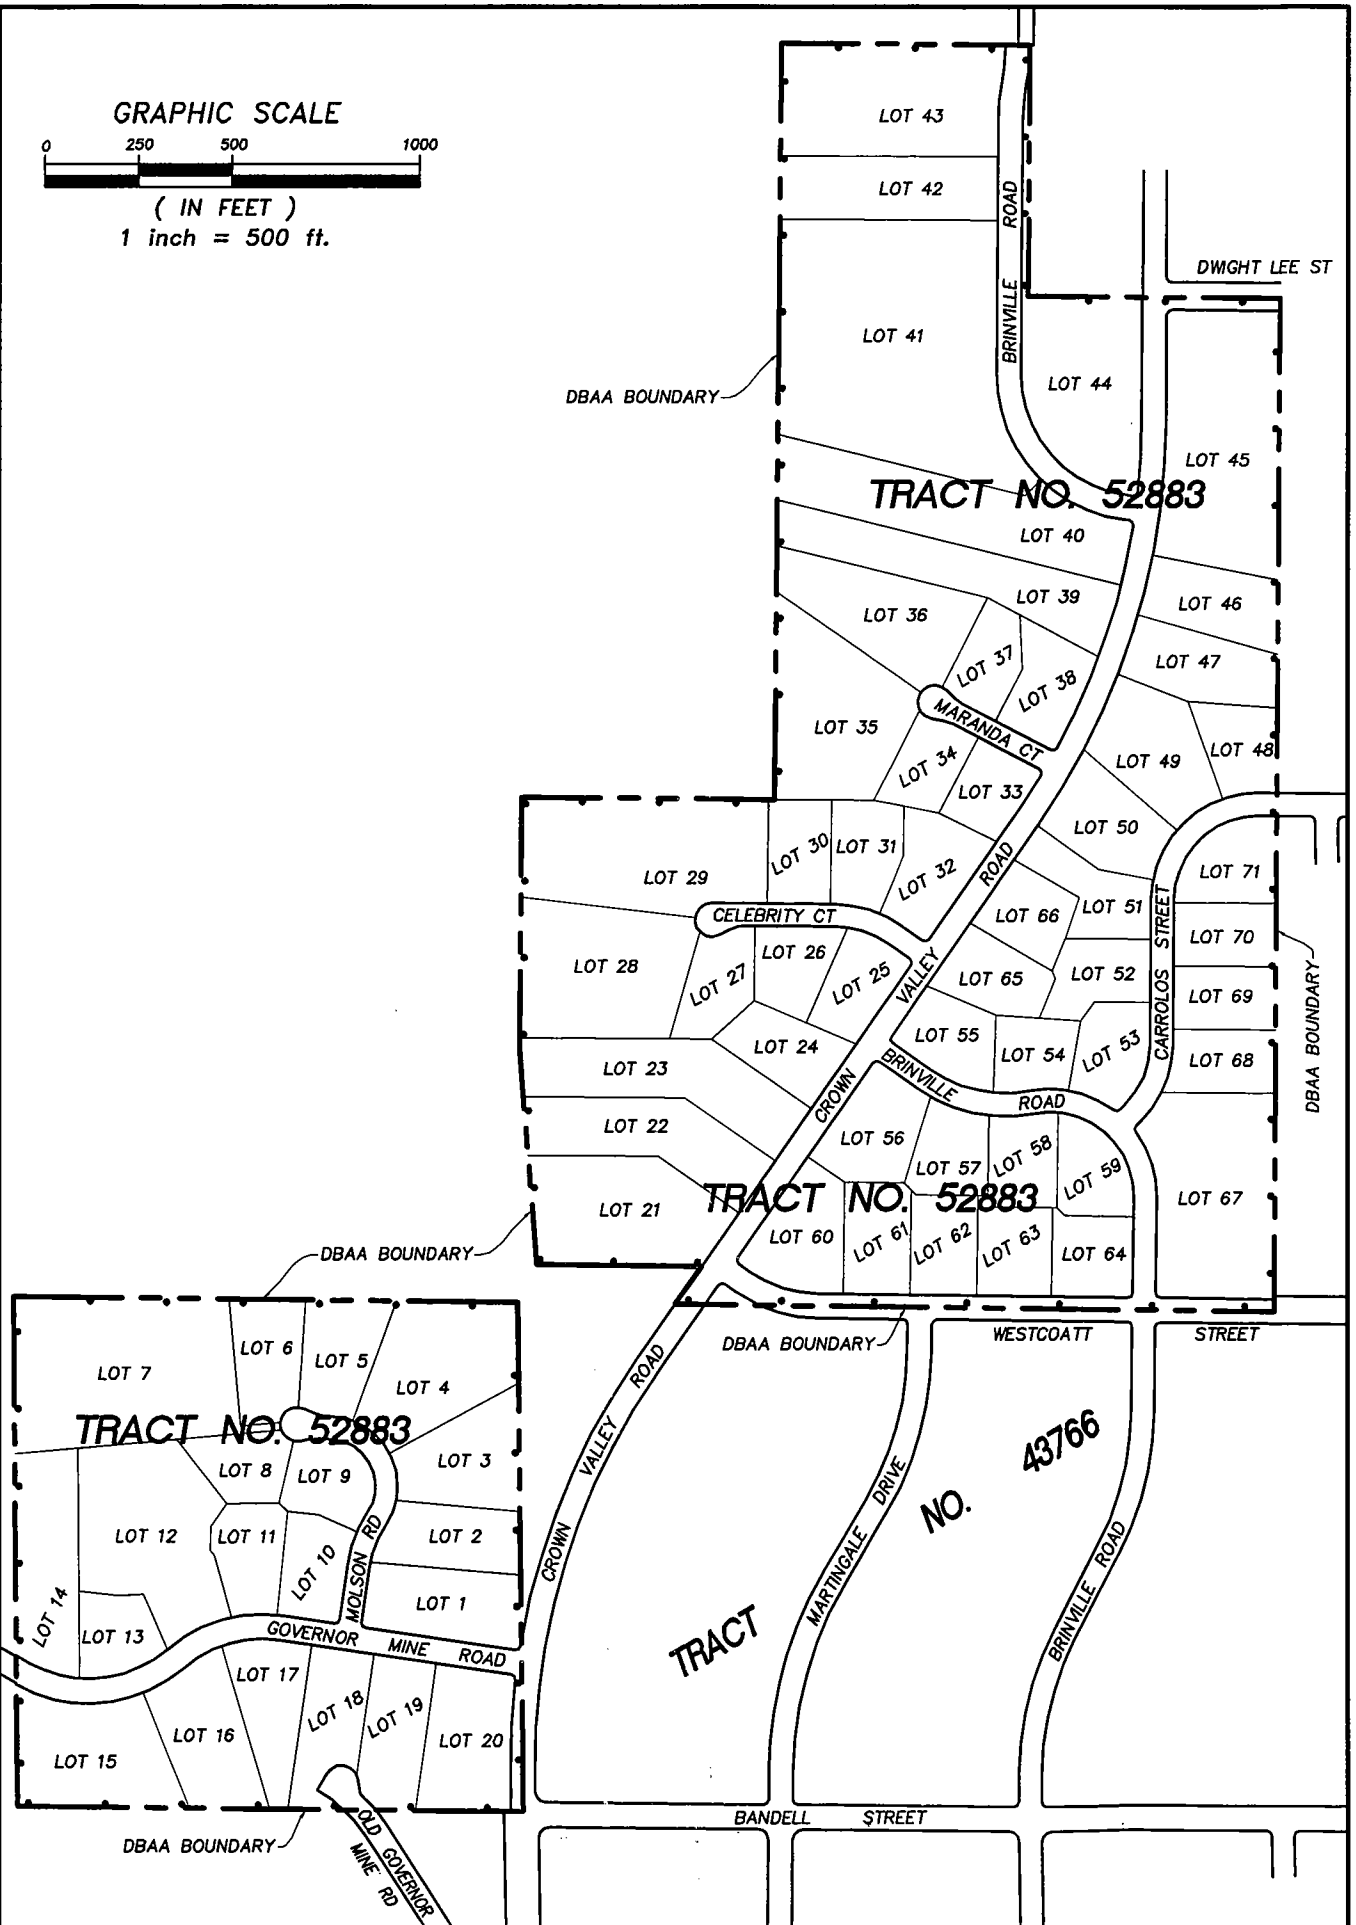 GRAPHIC SCALE
0 250 500 1000
( IN FEET )
1 inch = 500 ft.
LOT 43
LOT 42
BRINVILLE ROAD
DWIGHT LEE ST
LOT 41
LOT 44
DBAA BOUNDARY
LOT 45
TRACT NO. 52883
LOT 40
LOT 39
LOT 46
LOT 36
LOT 37
LOT 47
LOT 38
MARANDA CT
LOT 35
LOT 34
LOT 48
LOT 49
LOT 33
LOT 50
LOT 30
LOT 31
LOT 32
LOT 29
LOT 71
CROWN VALLEY ROAD
CARROLOS STREET
CELEBRITY CT
LOT 66
LOT 51
LOT 70
LOT 28
LOT 27
LOT 26
LOT 25
LOT 65
LOT 52
LOT 69
DBAA BOUNDARY
LOT 55
LOT 54
LOT 53
LOT 24
LOT 68
LOT 23
BRINVILLE ROAD
LOT 22
LOT 56
LOT 57
LOT 58
LOT 59
TRACT NO. 52883
LOT 67
LOT 21
LOT 60
LOT 61
LOT 62
LOT 63
LOT 64
DBAA BOUNDARY
DBAA BOUNDARY
WESTCOATT STREET
LOT 7
LOT 6
LOT 5
LOT 4
TRACT NO. 52883
CROWN VALLEY ROAD
LOT 8
LOT 9
LOT 3
LOT 12
LOT 11
LOT 10
MOLSON RD
LOT 2
LOT 14
LOT 13
LOT 1
GOVERNOR MINE ROAD
TRACT NO. 43766
MARTINGALE DRIVE
BRINVILLE ROAD
LOT 17
LOT 18
LOT 19
LOT 16
LOT 20
LOT 15
BANDELL STREET
DBAA BOUNDARY
OLD GOVERNOR
MINE RD